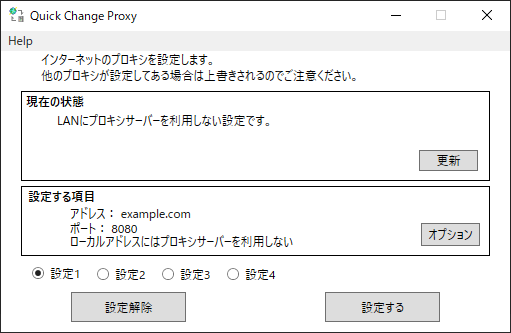 Quick Change Proxy
Help
インターネットのプロキシを設定します。
他のプロキシが設定してある場合は上書きされるのでご注意ください。
現在の状態
LANにプロキシサーバーを利用しない設定です。
更新
設定する項目
アドレス： example.com
ポート： 8080
ローカルアドレスにはプロキシサーバーを利用しない
オプション
設定1 設定2 設定3 設定4
設定解除 設定する